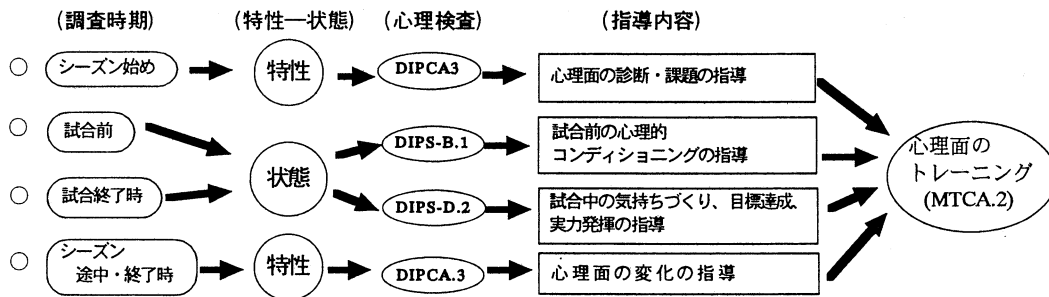 (調査時期) (特性―状態) (心理検査) (指導内容)
○ シーズン始め 特性 DIPCA3 心理面の診断・課題の指導
○ 試合前 状態 DIPS-B.1 試合前の心理的
コンディショニングの指導
○ 試合終了時 DIPS-D.2 試合中の気持ちづくり、目標達成、
実力発揮の指導
○ シーズン
途中・終了時 特性 DIPCA.3 心理面の変化の指導
心理面の
トレーニング
(MTCA.2)